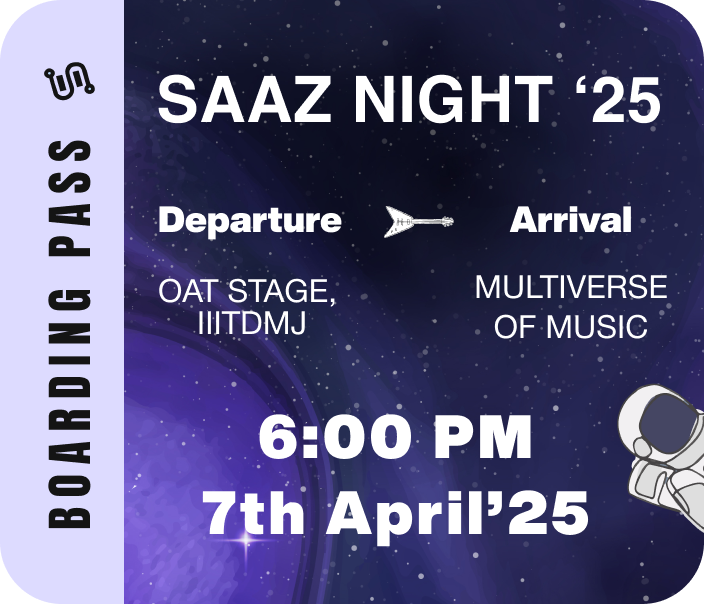 BOARDING PASS
SAAZ NIGHT ‘25
Departure
Arrival
OAT STAGE,
IIITDMJ
MULTIVERSE
OF MUSIC
6:00 PM
7th April’25